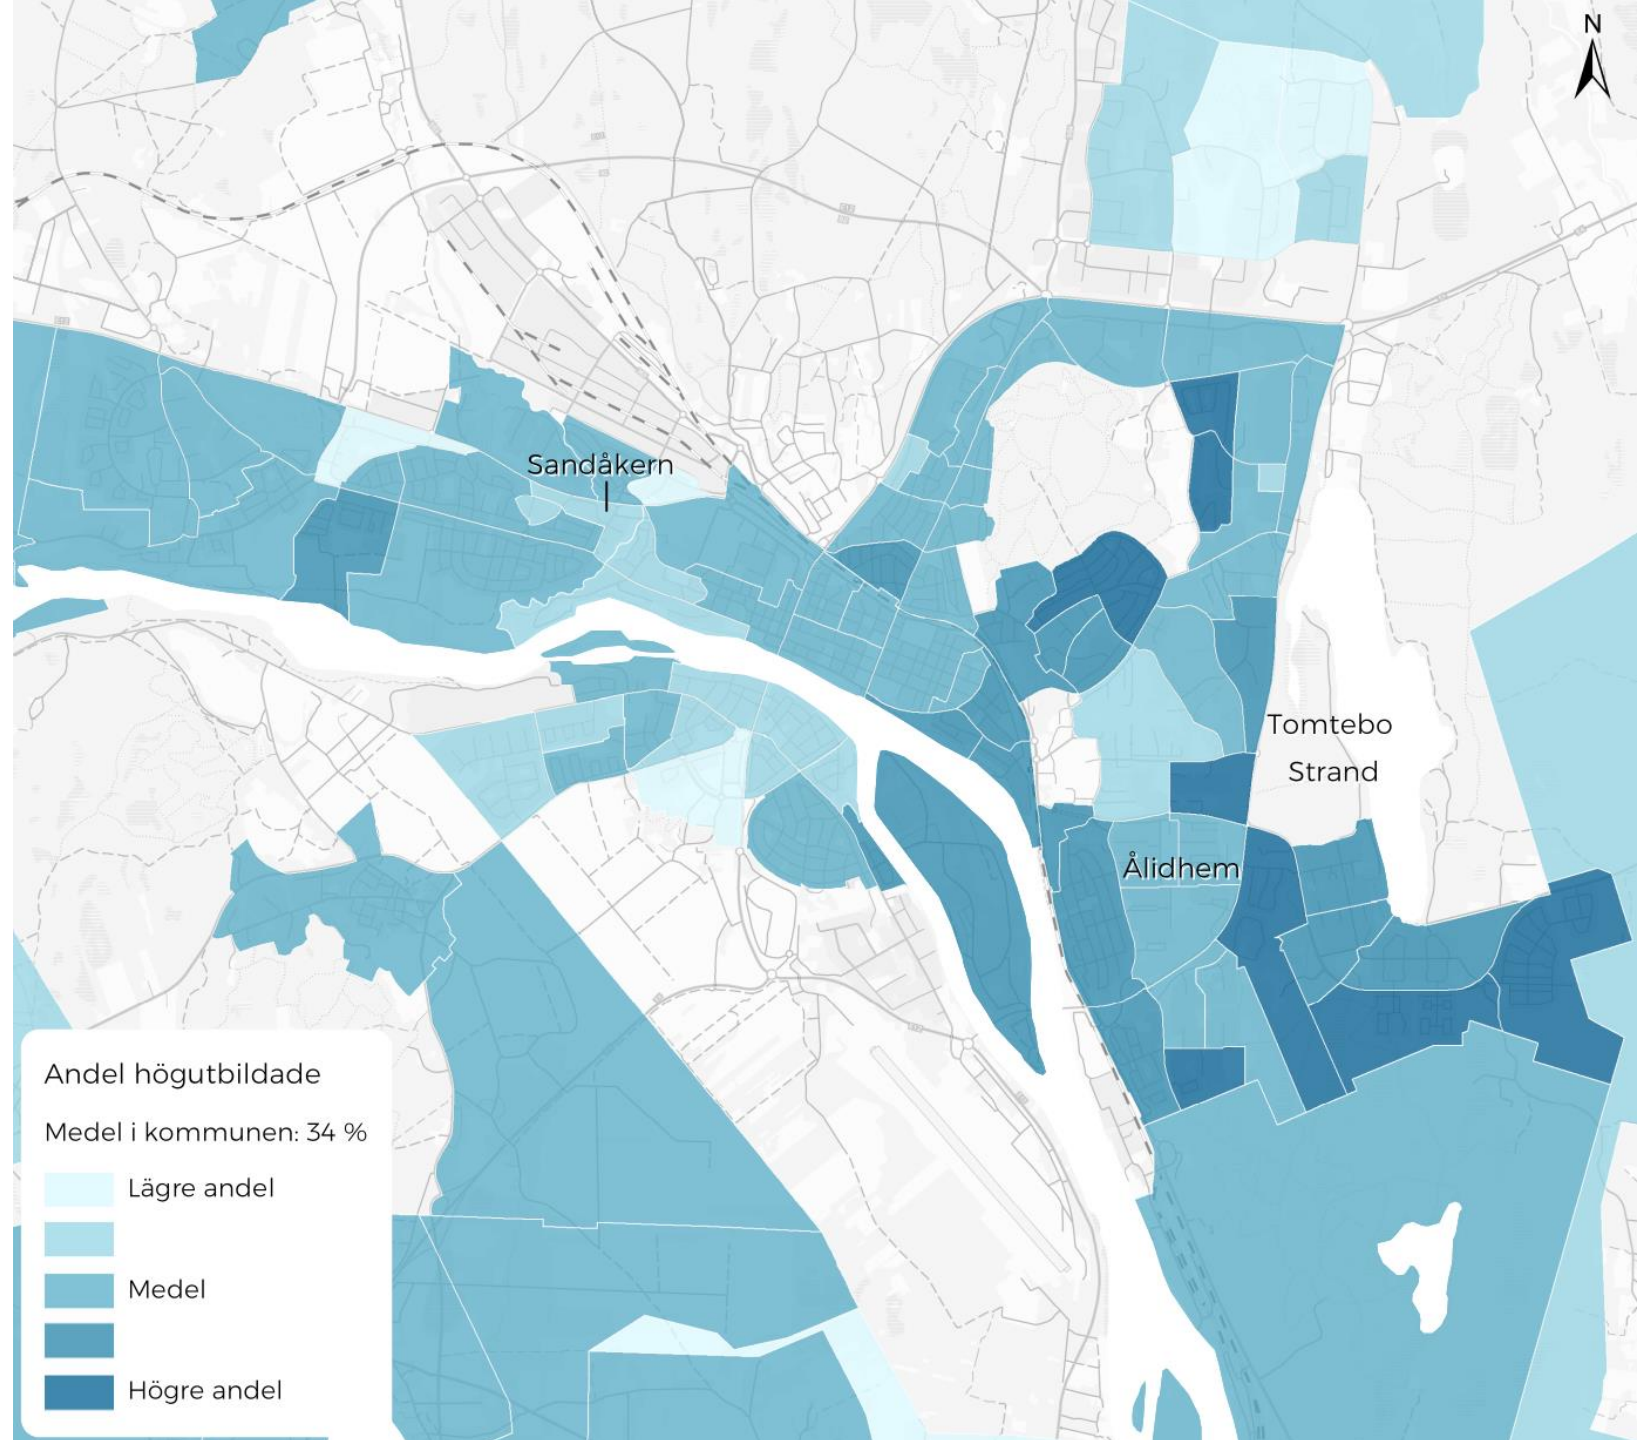 N
Sandåkern
Tomtebo
Strand
Ålidhem
Andel högutbildade
Medel i kommunen: 34 %
Lägre andel
Medel
Högre andel